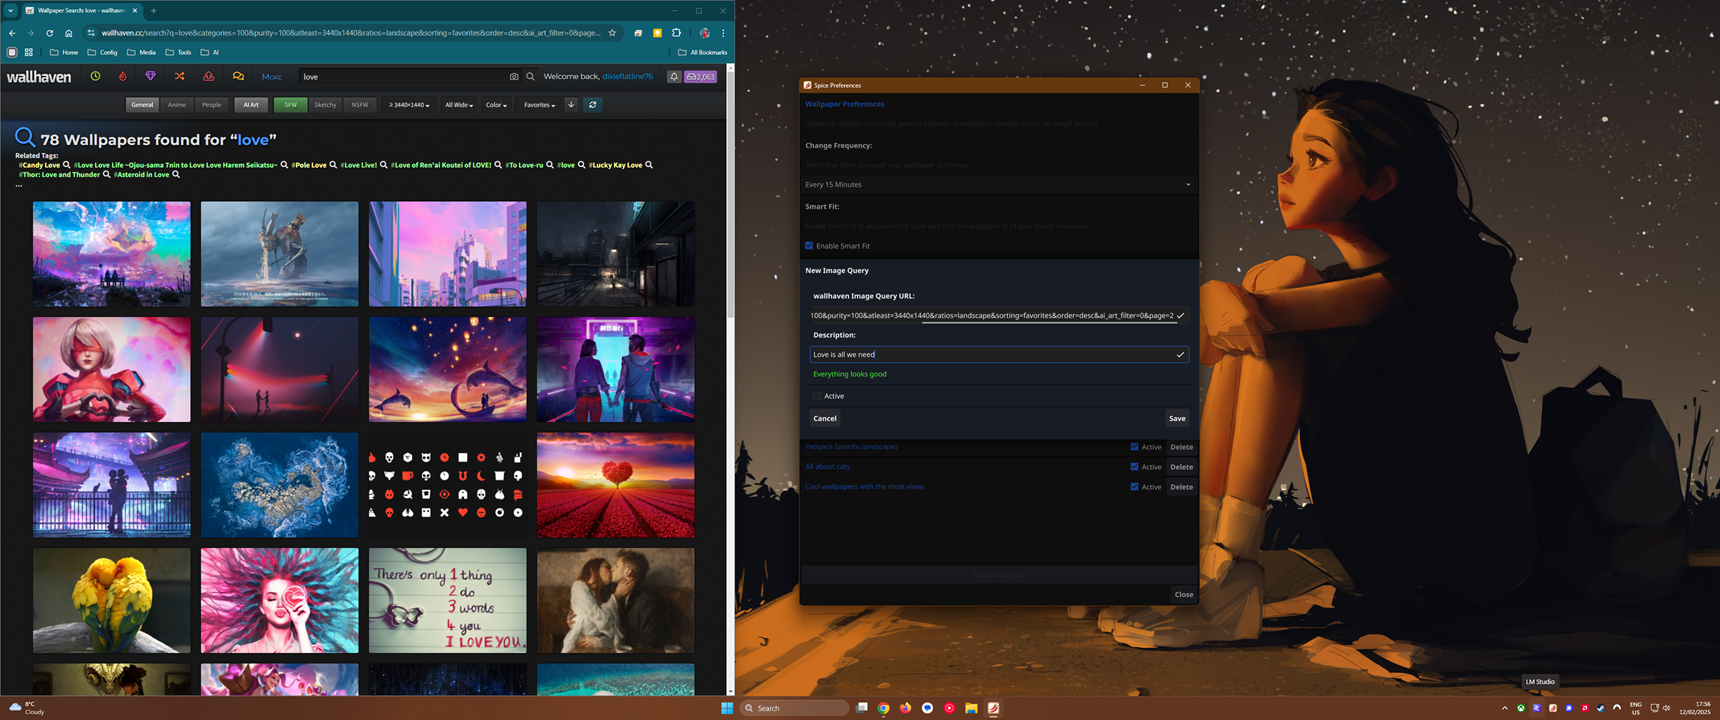 Wallpaper Search: love - wallhaven
wallhaven.cc/search?q=love&categories=100&purity=100&atleast=3440x1440&ratios=landscape&sorting=favorites&order=desc&ai_art_filter=0&page...
Home
Config
Media
Tools
AI
All Bookmarks
wallhaven
More
love
Welcome back, dixieflatline76
2,063
General
Anime
People
AI Art
SFW
Sketchy
NSFW
≥ 3440×1440
All Wide
Color
Favorites
78 Wallpapers found for “love”
Related Tags:
#Candy Love #Love Love Life ~Ojou-sama 7nin to Love Love Harem Seikatsu~ #Pole Love #Love Live! #Love of Ren'ai Koutei of LOVE! #To Love-ru #love #Lucky Kay Love
#Thor: Love and Thunder #Asteroid in Love
...
There's only 1 thing
2 do
3 words
4 you
I LOVE YOU.
Spice Preferences
Wallpaper Preferences
Change Frequency:
Select how often you want your wallpaper to change.
Every 15 Minutes
Smart Fit:
Enable Smart Fit
New Image Query
wallhaven Image Query URL:
100&purity=100&atleast=3440x1440&ratios=landscape&sorting=favorites&order=desc&ai_art_filter=0&page=2
Description:
Love is all we need
Everything looks good
Active
Cancel
Save
People's favorite landscapes
Active
Delete
All about cats
Active
Delete
Cool wallpapers with the most views
Active
Delete
Close
LM Studio
8°C
Cloudy
Search
ENG
US
17:56
12/02/2025